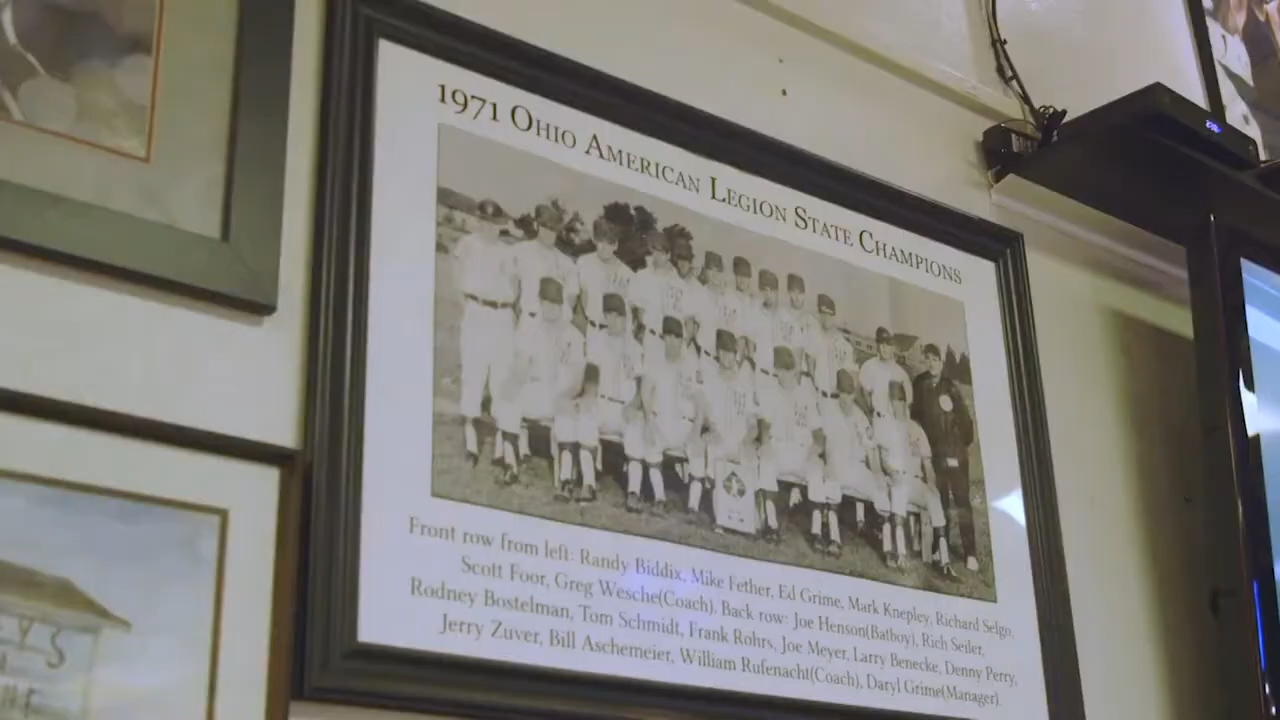 1971 Ohio American Legion State Champions
Front row from left: Randy Biddix, Mike Fether, Ed Grime, Mark Knepley, Richard Selgo,
Scott Foor, Greg Wesche(Coach). Back row: Joe Henson(Batboy), Rich Seiler,
Rodney Bostelman, Tom Schmidt, Frank Rohrs, Joe Meyer, Larry Benecke, Denny Perry,
Jerry Zuver, Bill Aschemeier, William Rufenacht(Coach), Daryl Grime(Manager).